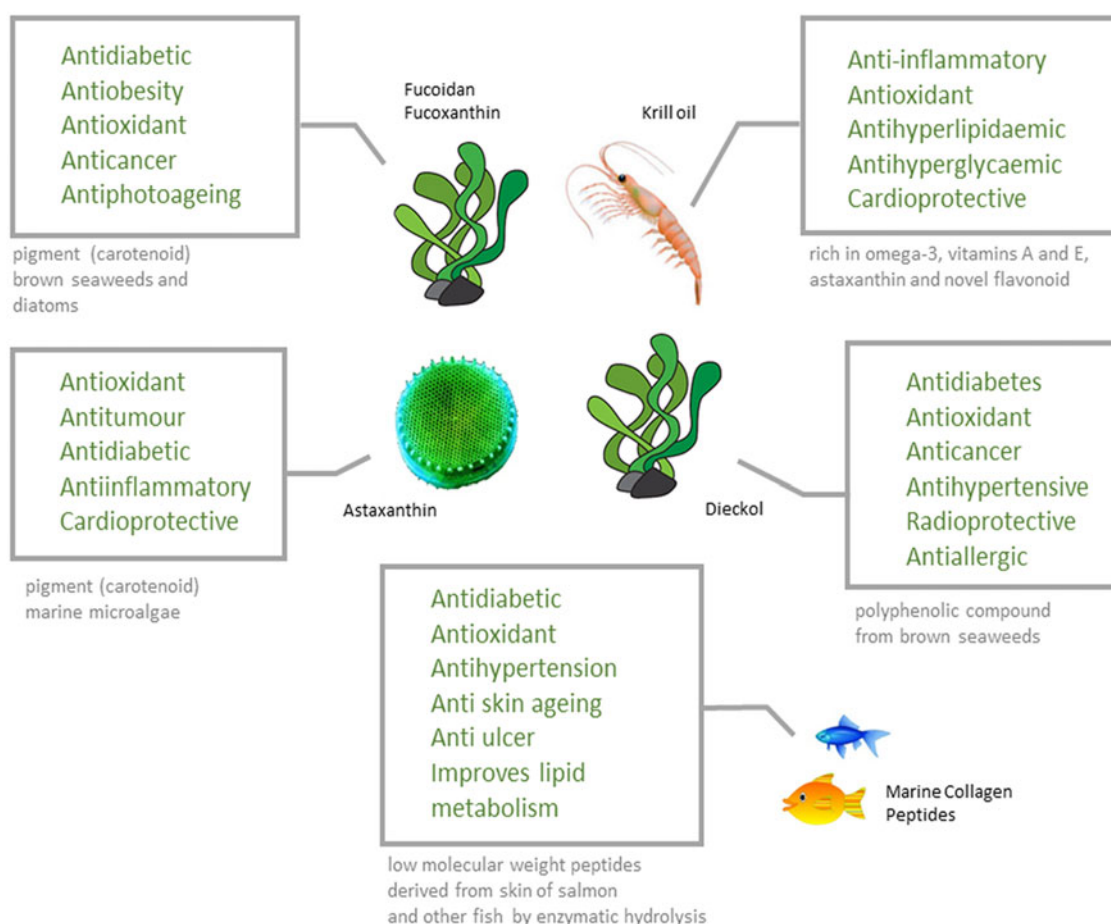 Antidiabetic
Antiobesity
Antioxidant
Anticancer
Antiphotoageing
pigment (carotenoid)
brown seaweeds and
diatoms
Fucoidan
Fucoxanthin
Krill oil
Anti-inflammatory
Antioxidant
Antihyperlipidaemic
Antihyperglycaemic
Cardioprotective
rich in omega-3, vitamins A and E,
astaxanthin and novel flavonoid
Antioxidant
Antitumour
Antidiabetic
Antiinflammatory
Cardioprotective
pigment (carotenoid)
marine microalgae
Astaxanthin
Dieckol
Antidiabetes
Antioxidant
Anticancer
Antihypertensive
Radioprotective
Antiallergic
polyphenolic compound
from brown seaweeds
Antidiabetic
Antioxidant
Antihypertension
Anti skin ageing
Anti ulcer
Improves lipid
metabolism
low molecular weight peptides
derived from skin of salmon
and other fish by enzymatic hydrolysis
Marine Collagen
Peptides